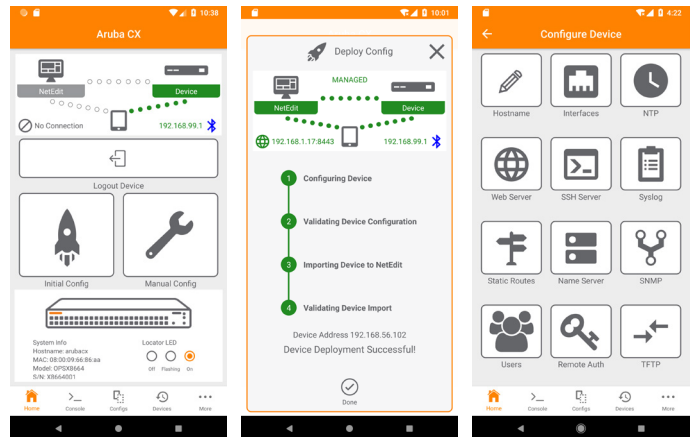 10:38
Aruba CX
NetEdit
Device
No Connection
192.168.99.1
Logout Device
Initial Config
Manual Config
System Info
Hostname: arubacx
MAC: 08:00:09:66:86:aa
Model: OPSX8664
S/N: X8664001
Locator LED
Off Flashing On
Home Console Configs Devices More
10:01
Deploy Config
MANAGED
NetEdit
Device
192.168.1.17:8443
192.168.99.1
1 Configuring Device
2 Validating Device Configuration
3 Importing Device to NetEdit
4 Validating Device Import
Device Address 192.168.56.102
Device Deployment Successful!
Done
4:22
Configure Device
Hostname Interfaces NTP
Web Server SSH Server Syslog
Static Routes Name Server SNMP
Users Remote Auth TFTP
Home Console Configs Devices More